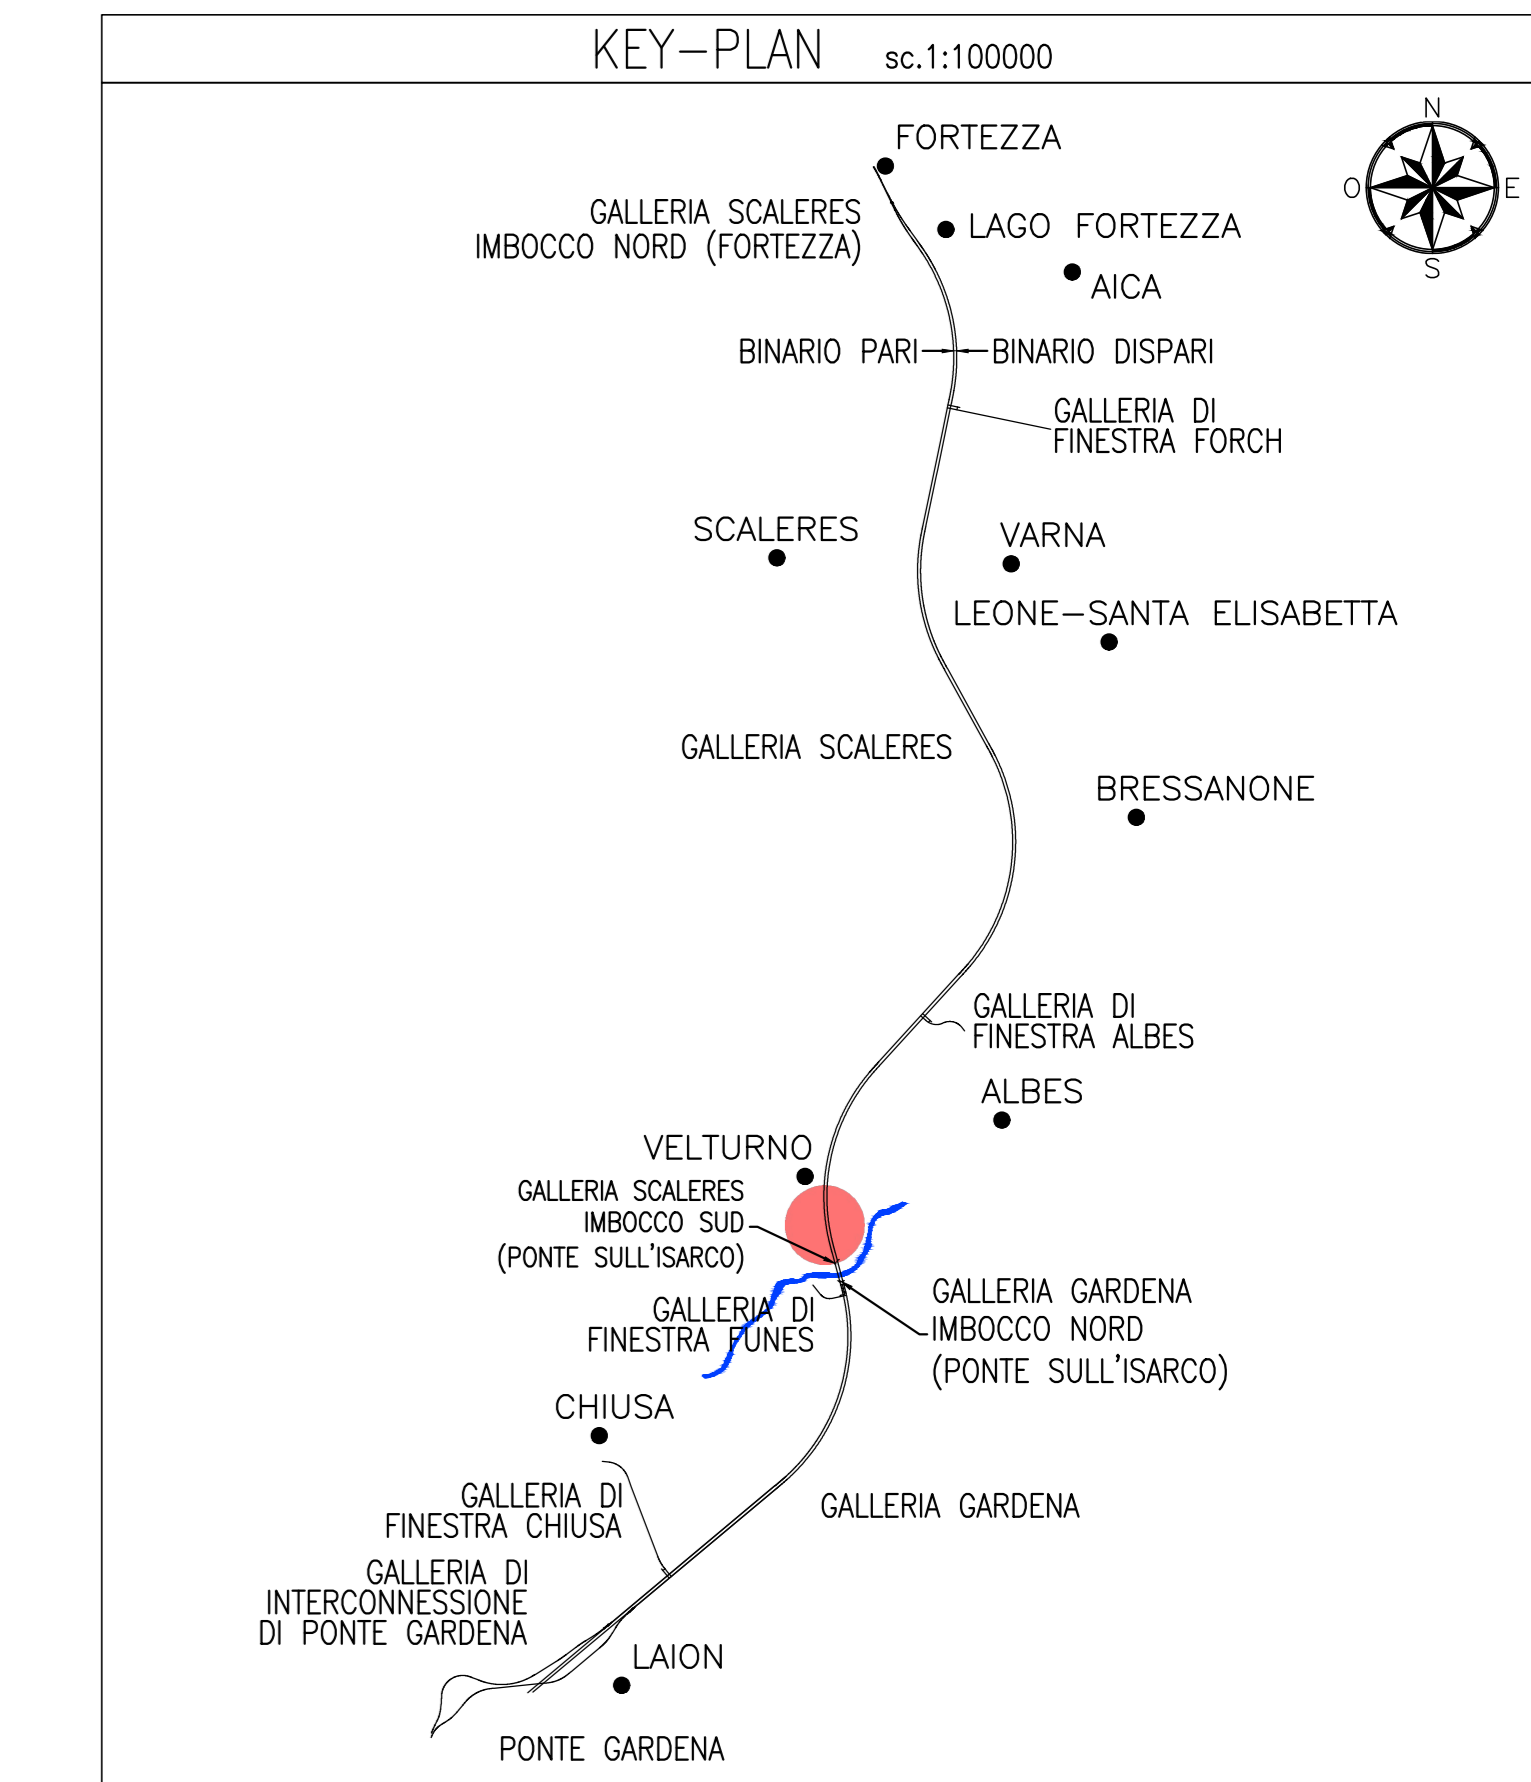 KEY-PLAN sc.1:100000
N
O
E
S
FORTEZZA
GALLERIA SCALERES
IMBOCCO NORD (FORTEZZA)
LAGO FORTEZZA
AICA
BINARIO PARI
BINARIO DISPARI
GALLERIA DI
FINESTRA FORCH
SCALERES
VARNA
LEONE-SANTA ELISABETTA
GALLERIA SCALERES
BRESSANONE
GALLERIA DI
FINESTRA ALBES
ALBES
VELTURNO
GALLERIA SCALERES
IMBOCCO SUD
(PONTE SULL'ISARCO)
GALLERIA DI
FINESTRA FUNES
GALLERIA GARDENA
IMBOCCO NORD
(PONTE SULL'ISARCO)
CHIUSA
GALLERIA DI
FINESTRA CHIUSA
GALLERIA GARDENA
GALLERIA DI
INTERCONNESSIONE
DI PONTE GARDENA
LAION
PONTE GARDENA